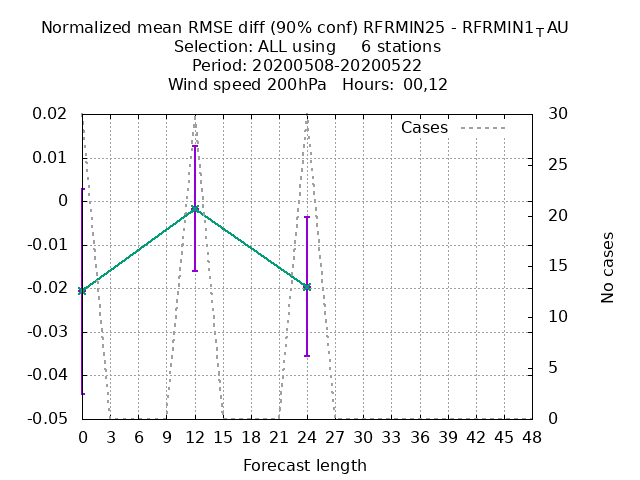 Normalized mean RMSE diff (90% conf) RFRMIN25 - RFRMIN1TAU
Selection: ALL using 6 stations
Period: 20200508-20200522
Wind speed 200hPa Hours: 00,12
Cases
0.02
0.01
0
-0.01
-0.02
-0.03
-0.04
-0.05
30
25
20
15
10
5
0
No cases
0 3 6 9 12 15 18 21 24 27 30 33 36 39 42 45 48
Forecast length